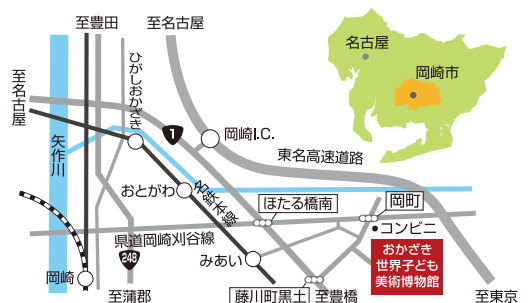 至豊田
至名古屋
名古屋
岡崎市
至名古屋
ひがしおかざき
1
岡崎I.C.
東名高速道路
矢作川
おとがわ
名鉄本線
ほたる橋南
岡町
コンビニ
県道岡崎刈谷線
248
みあい
おかざき
世界子ども
美術博物館
岡崎
藤川町黒土
至蒲郡
至豊橋
至東京